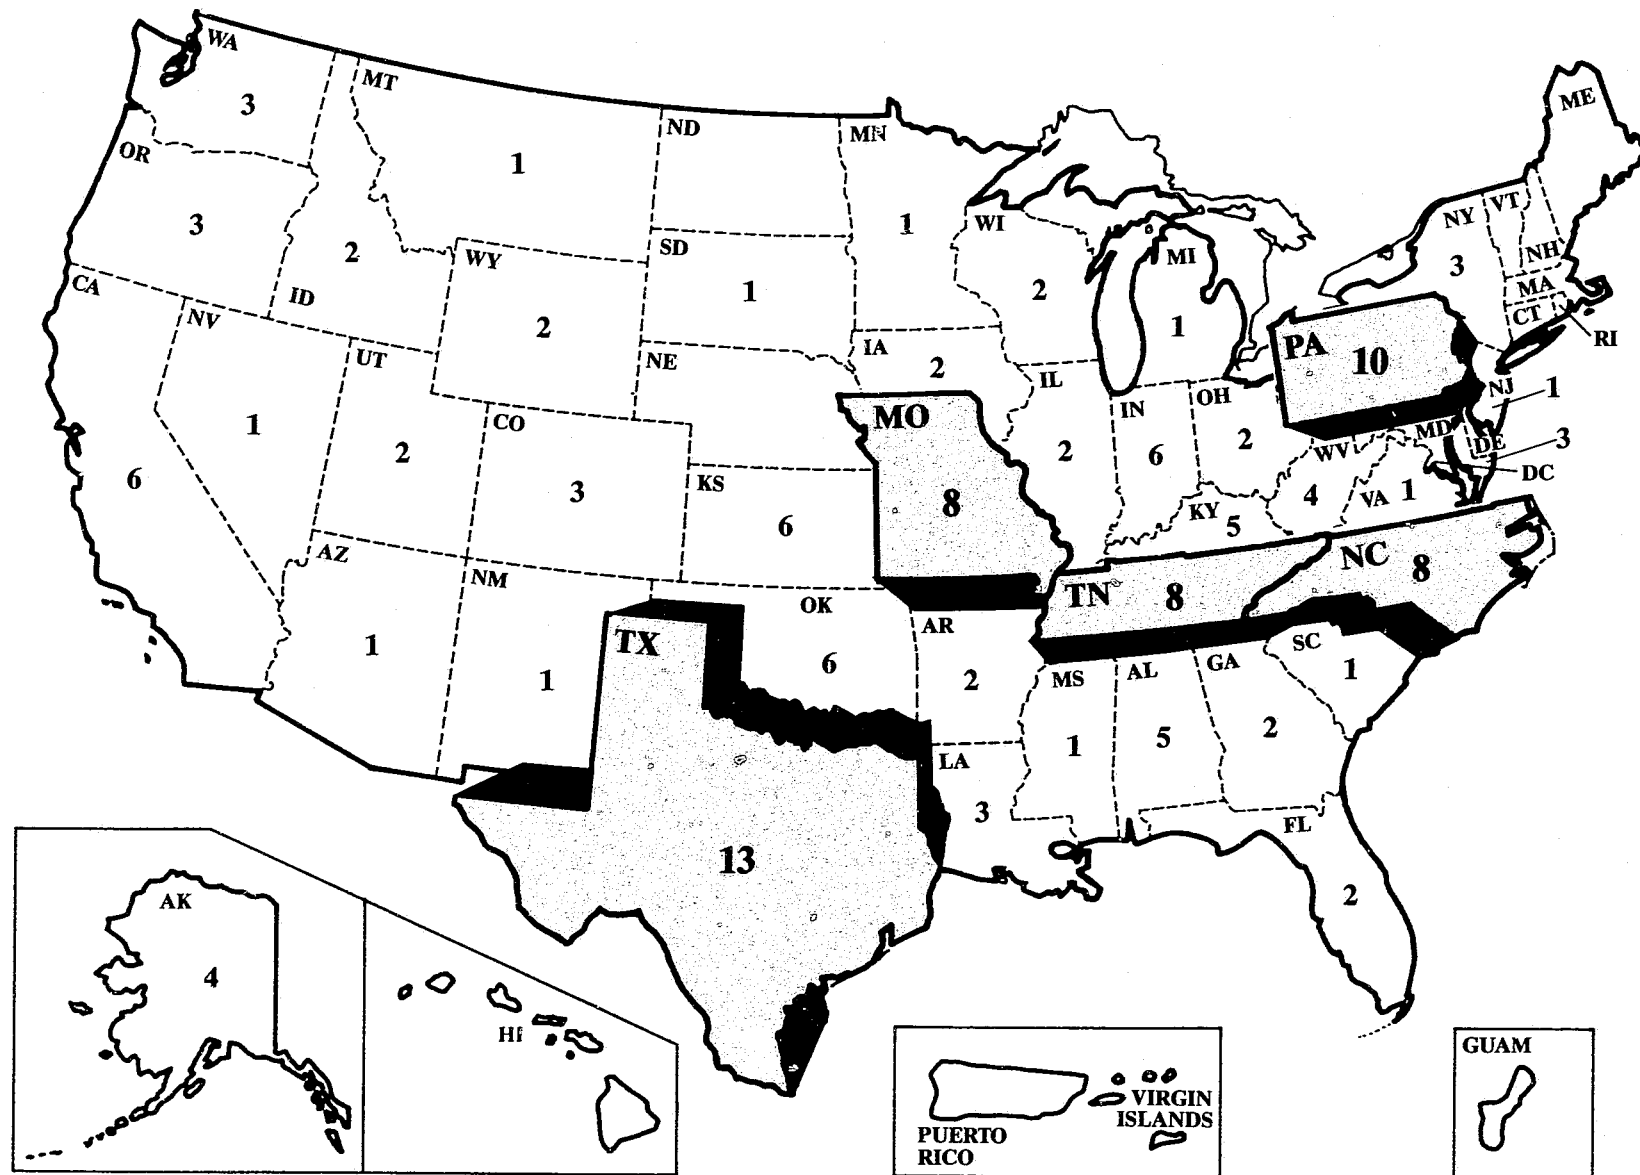 WA
3
MT
1
ND
MN
1
ME
OR
3
ID
2
WY
2
SD
1
WI
2
MI
1
NY
3
VT
NH
MA
CT
RI
CA
6
NV
1
UT
2
CO
3
NE
KS
6
IA
2
MO
8
IL
2
IN
6
OH
2
PA
10
NJ
1
MD
DE
3
DC
WV
4
VA
1
KY
5
TN
8
NC
8
AZ
1
NM
1
TX
13
OK
6
AR
2
LA
3
MS
1
AL
5
GA
2
SC
1
FL
2
AK
4
HI
PUERTO
RICO
VIRGIN
ISLANDS
GUAM